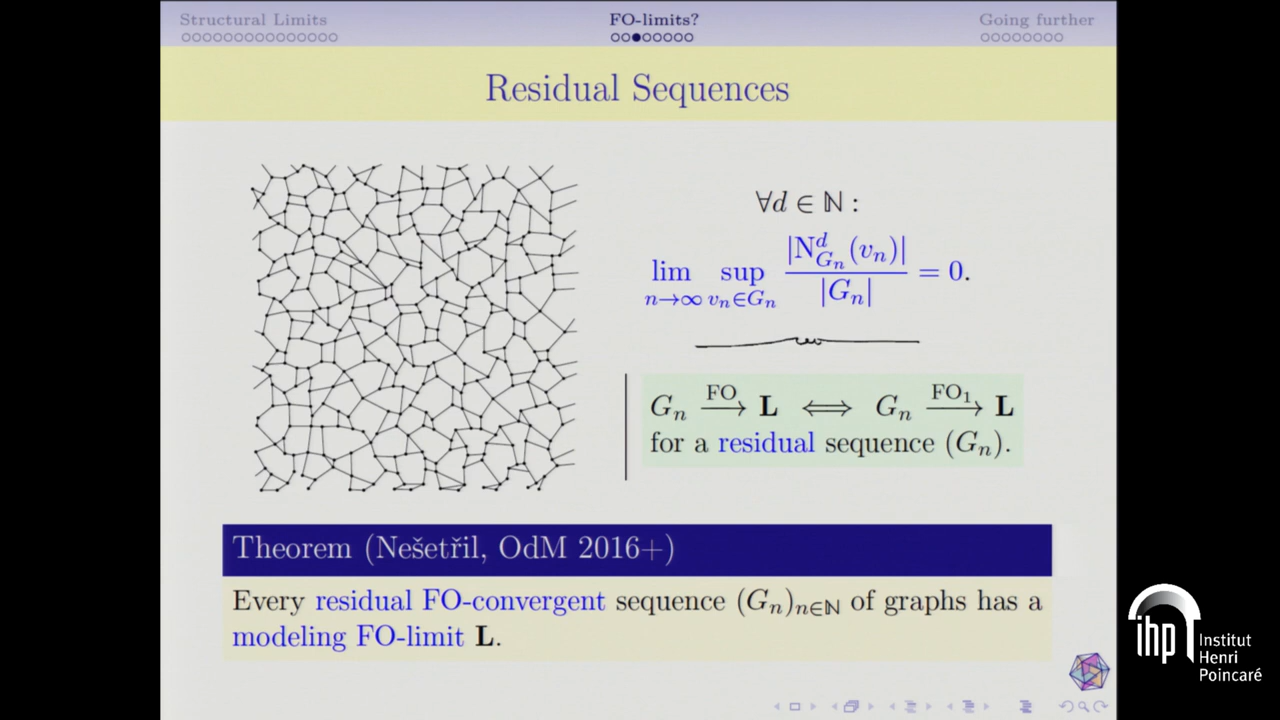 Structural Limits
FO-limits?
Going further
Residual Sequences
∀d ∈ ℕ :
lim sup |N^d_{G_n}(v_n)| / |G_n| = 0.
n→∞ v_n∈G_n
G_n —FO→ L ⟺ G_n —FO₁→ L
for a residual sequence (G_n).
Theorem (Nešetřil, OdM 2016+)
Every residual FO-convergent sequence (G_n)_{n∈ℕ} of graphs has a
modeling FO-limit L.
ihp
Institut
Henri
Poincaré